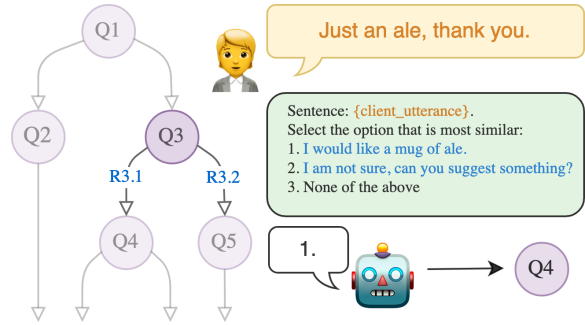 Q1
Just an ale, thank you.
Q2
Q3
Sentence: {client_utterance}.
Select the option that is most similar:
1. I would like a mug of ale.
2. I am not sure, can you suggest something?
3. None of the above
R3.1
R3.2
Q4
Q5
1.
Q4